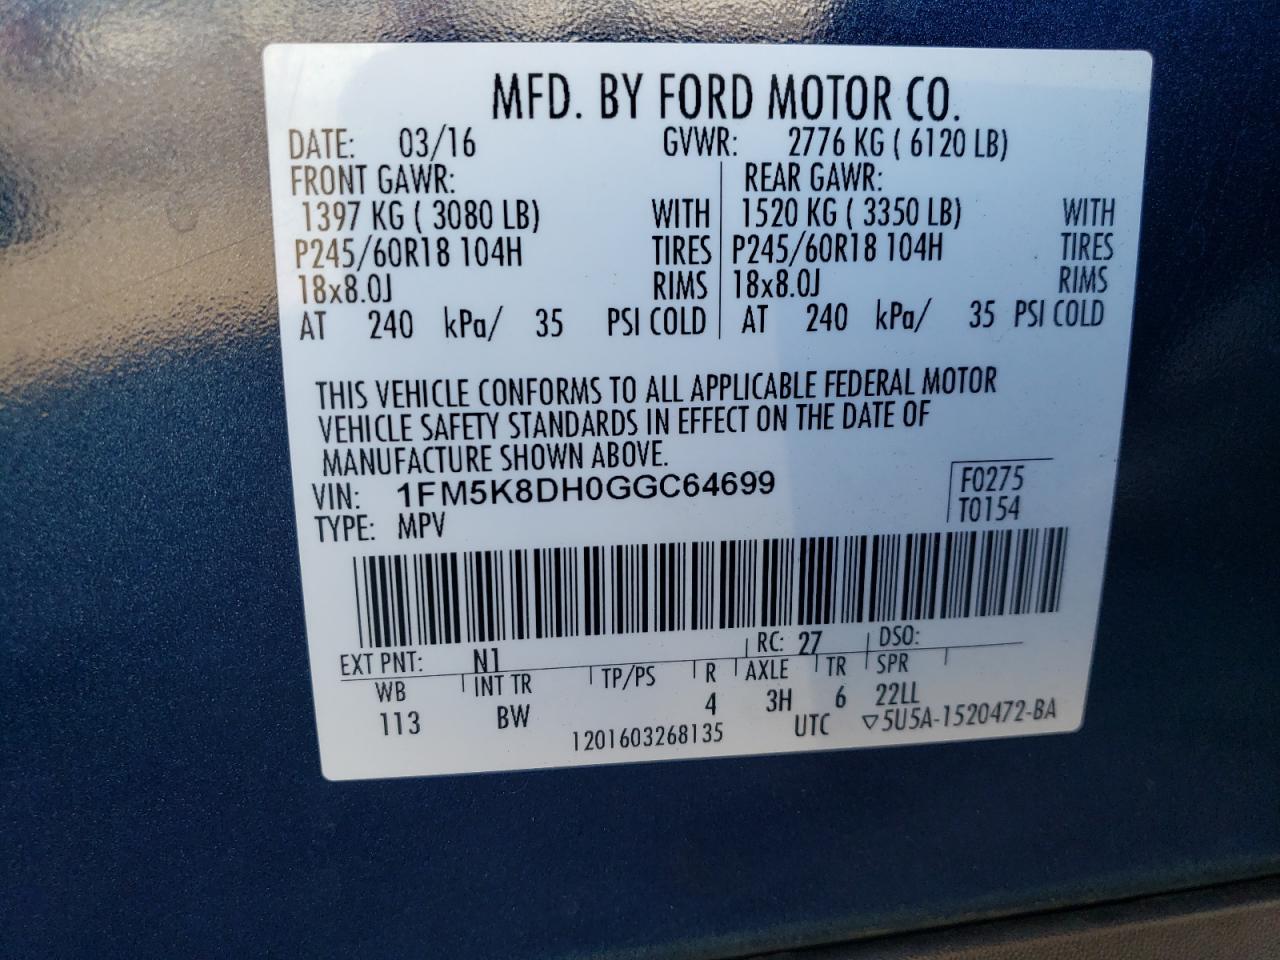 MFD. BY FORD MOTOR CO.
DATE: 03/16 GVWR: 2776 KG ( 6120 LB)
FRONT GAWR: REAR GAWR:
1397 KG ( 3080 LB) WITH 1520 KG ( 3350 LB) WITH
P245/60R18 104H TIRES P245/60R18 104H TIRES
18x8.0J RIMS 18x8.0J RIMS
AT 240 kPa/ 35 PSI COLD AT 240 kPa/ 35 PSI COLD
THIS VEHICLE CONFORMS TO ALL APPLICABLE FEDERAL MOTOR
VEHICLE SAFETY STANDARDS IN EFFECT ON THE DATE OF
MANUFACTURE SHOWN ABOVE.
VIN: 1FM5K8DH0GGC64699 F0275
TYPE: MPV T0154
EXT PNT: N1 RC: 27 DSO:
WB INT TR TP/PS R AXLE TR SPR
113 BW 4 3H 6 22LL
1201603268135 UTC ▽5U5A-1520472-BA